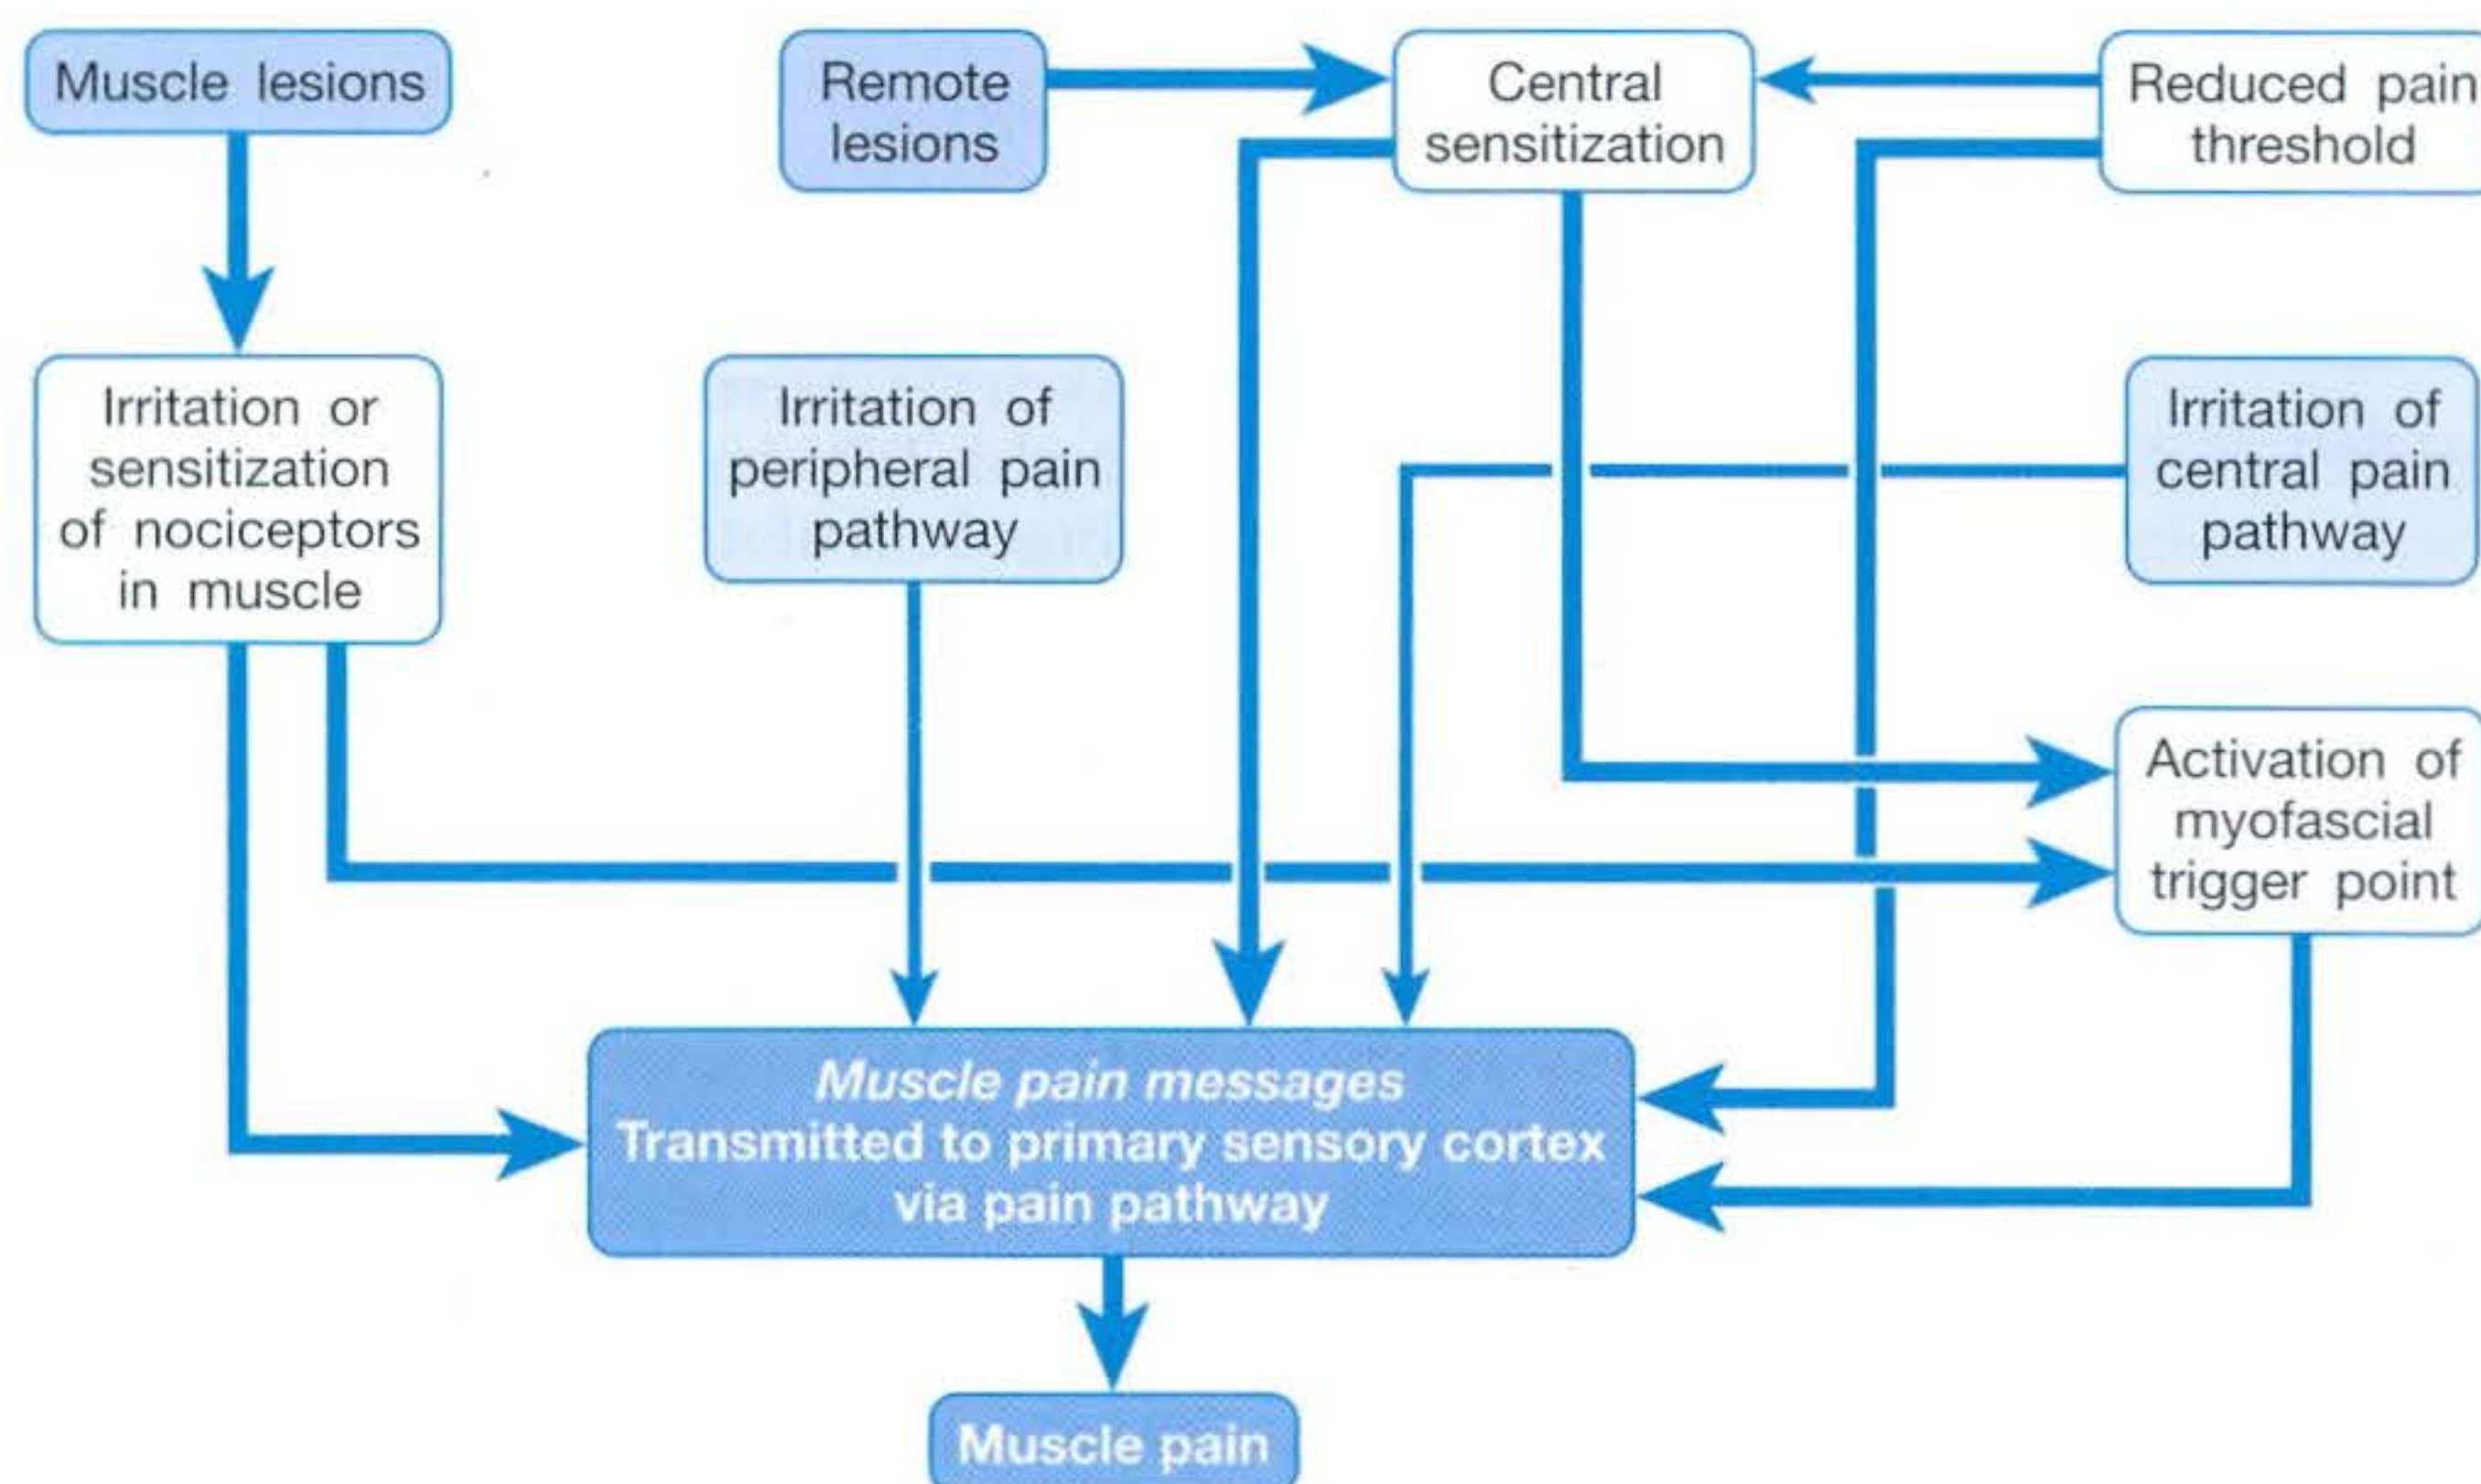 Muscle lesions
Remote
lesions
Central
sensitization
Reduced pain
threshold
Irritation or
sensitization
of nociceptors
in muscle
Irritation of
peripheral pain
pathway
Irritation of
central pain
pathway
Activation of
myofascial
trigger point
Muscle pain messages
Transmitted to primary sensory cortex
via pain pathway
Muscle pain